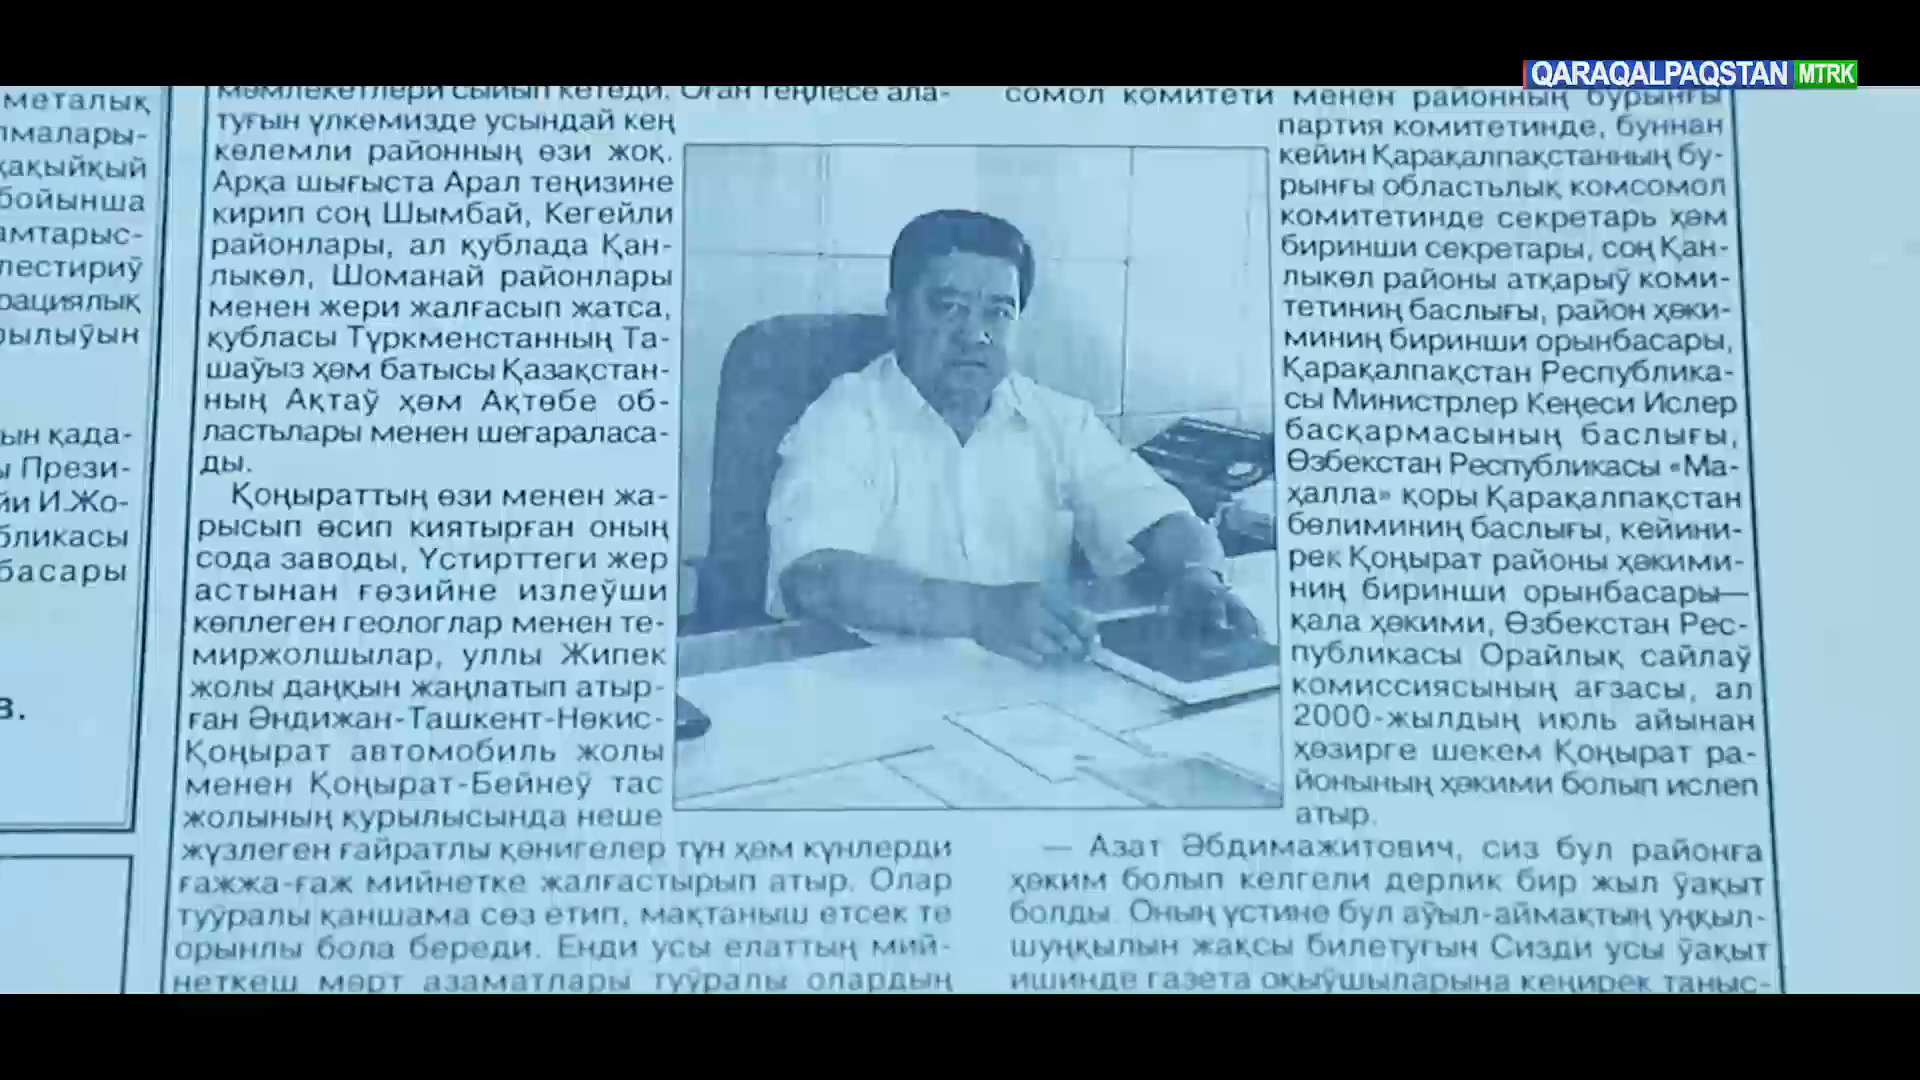 QARAQALPAQSTAN MTRK
металық
лмалары-
қақыйқый
бойынша
амтарыс-
лестириў
рациялық
рылыўын
ын қада-
ы Прези-
йи И.Жо-
бликасы
басары
в.
мәмлекетлери сыйып кетеди. Оған теңлесе ала-
туғын үлкемизде усындай кең
көлемли районның өзи жоқ.
Арқа шығыста Арал теңизине
кирип соң Шымбай, Кегейли
районлары, ал қублада Қан-
лыкөл, Шоманай районлары
менен жери жалғасып жатса,
қубласы Түркменстанның Та-
шаўыз ҳәм батысы Қазақстан-
ның Ақтаў ҳәм Ақтөбе об-
ластьлары менен шегараласа-
ды.
Қоңыраттың өзи менен жа-
рысып өсип киятырған оның
сода заводы, Үстирттеги жер
астынан ғәзийне излеўши
көплеген геологлар менен те-
миржолшылар, уллы Жипек
жолы даңқын жаңлатып атыр-
ған Әндижан-Ташкент-Нөкис-
Қоңырат автомобиль жолы
менен Қоңырат-Бейнеў тас
жолының қурылысында неше
жүзлеген ғайратлы қәнигелер түн ҳәм күнлерди
ғажжа-ғаж мийнетке жалғастырып атыр. Олар
туўралы қаншама сөз етип, мақтаныш етсек те
орынлы бола береди. Енди усы елаттың мий-
неткеш мәрт азаматлары туўралы олардың
сомол комитети менен районның бурынғы
партия комитетинде, буннан
кейин Қарақалпақстанның бу-
рынғы областьлық комсомол
комитетинде секретарь ҳәм
биринши секретары, соң Қан-
лыкөл районы атқарыў коми-
тетиниң баслығы, район ҳәки-
миниң биринши орынбасары,
Қарақалпақстан Республика-
сы Министрлер Кеңеси Ислер
басқармасының баслығы,
Өзбекстан Республикасы «Ма-
ҳалла» қоры Қарақалпақстан
бөлиминиң баслығы, кейини-
рек Қоңырат районы ҳәкими-
ниң биринши орынбасары—
қала ҳәкими, Өзбекстан Рес-
публикасы Орайлық сайлаў
комиссиясының ағзасы, ал
2000-жылдың июль айынан
ҳәзирге шекем Қоңырат ра-
йонының ҳәкими болып ислеп
атыр.
— Азат Әбдимажитович, сиз бул районға
ҳәким болып келгели дерлик бир жыл ўақыт
болды. Оның үстине бул аўыл-аймақтың уңқыл-
шуңқылын жақсы билетуғын Сизди усы ўақыт
ишинде газета оқыўшыларына кеңирек таныс-